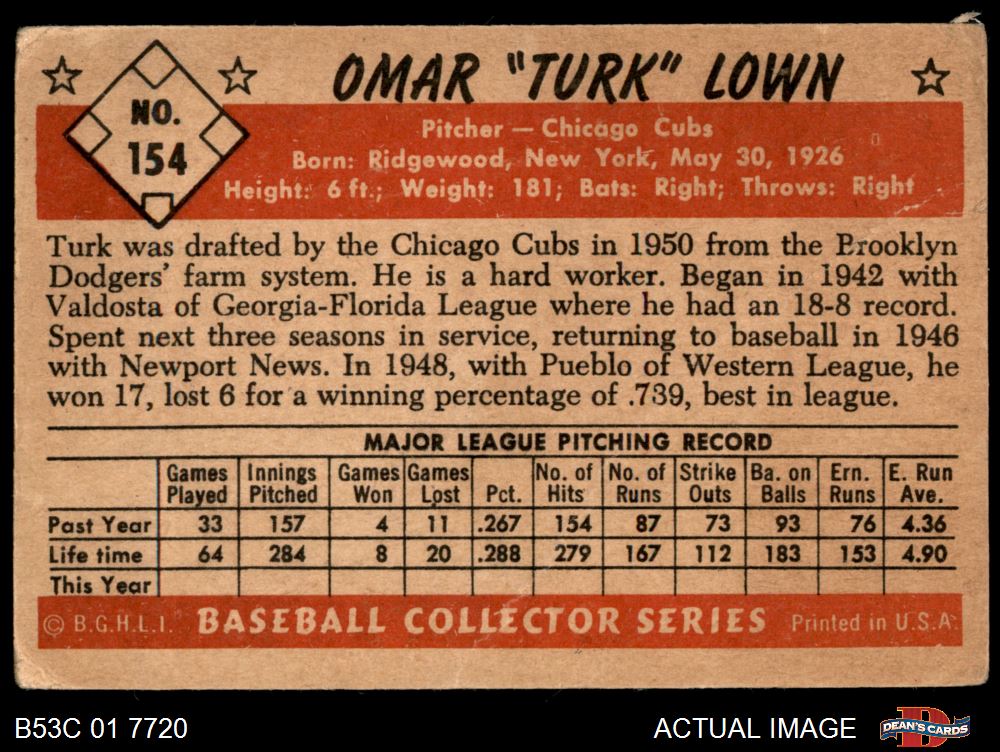 OMAR "TURK" LOWN
NO.
154
Pitcher — Chicago Cubs
Born: Ridgewood, New York, May 30, 1926
Height: 6 ft.; Weight: 181; Bats: Right; Throws: Right
Turk was drafted by the Chicago Cubs in 1950 from the Brooklyn
Dodgers' farm system. He is a hard worker. Began in 1942 with
Valdosta of Georgia-Florida League where he had an 18-8 record.
Spent next three seasons in service, returning to baseball in 1946
with Newport News. In 1948, with Pueblo of Western League, he
won 17, lost 6 for a winning percentage of .739, best in league.
MAJOR LEAGUE PITCHING RECORD
Games Played Innings Pitched Games Won Games Lost Pct. No. of Hits No. of Runs Strike Outs Ba. on Balls Ern. Runs E. Run Ave.
Past Year 33 157 4 11 .267 154 87 73 93 76 4.36
Life time 64 284 8 20 .288 279 167 112 183 153 4.90
This Year
© B.G.H.L.I. BASEBALL COLLECTOR SERIES Printed in U.S.A.
B53C 01 7720 ACTUAL IMAGE DEAN'S CARDS